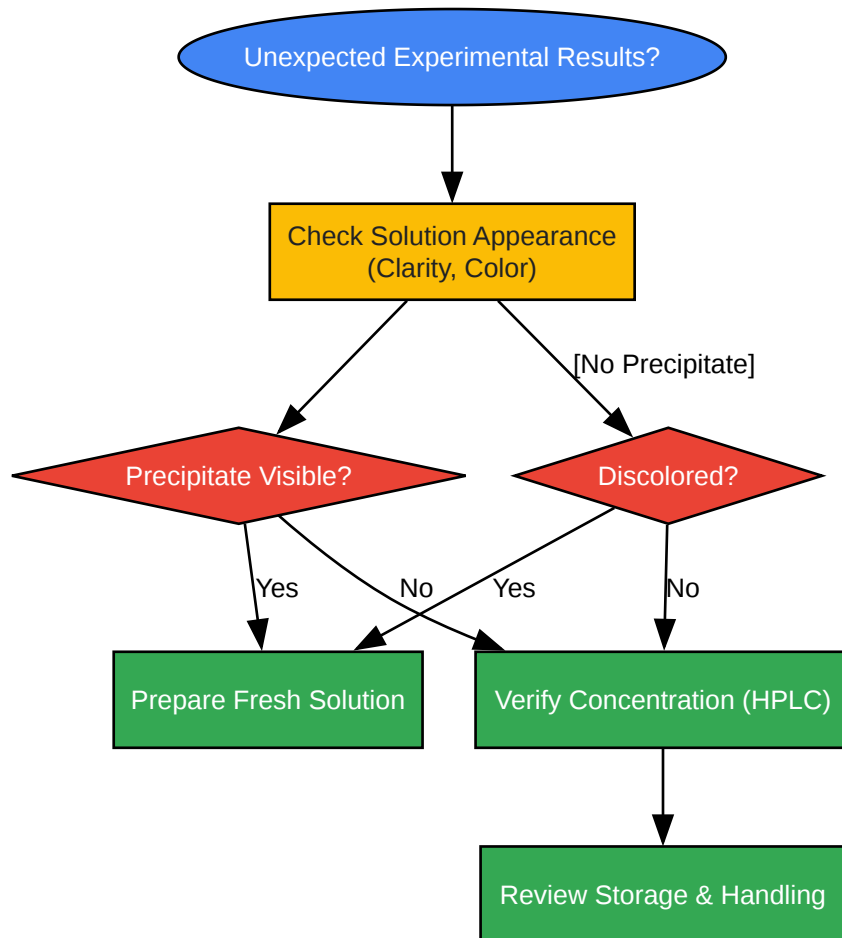 Unexpected Experimental Results?
Check Solution Appearance
(Clarity, Color)
[No Precipitate]
Precipitate Visible?
Discolored?
Yes
No
Yes
No
Prepare Fresh Solution
Verify Concentration (HPLC)
Review Storage & Handling